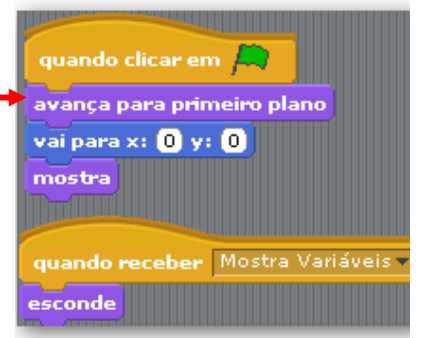 quando clicar em
avança para primeiro plano
vai para x: 0 y: 0
mostra
quando receber Mostra Variáveis
esconde